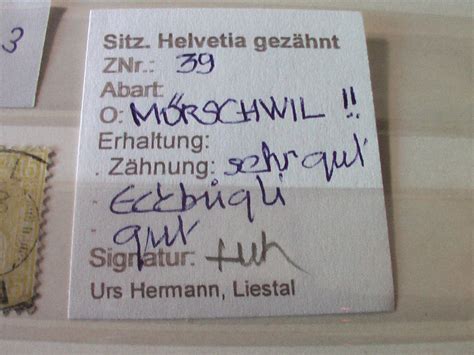 3
Sitz. Helvetia gezähnt
ZNr.: 39
Abart:
O: MÖRSCHWIL !!
Erhaltung:
. Zähnung: sehr gut
. Eckbügli
. gut
Signatur:
Urs Hermann, Liestal